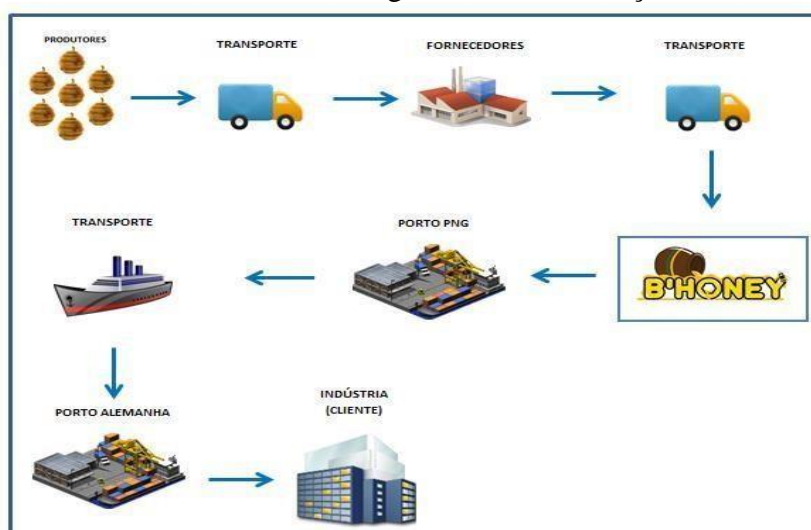 PRODUTORES
TRANSPORTE
FORNECEDORES
TRANSPORTE
TRANSPORTE
PORTO PNG
B'HONEY
PORTO ALEMANHA
INDÚSTRIA
(CLIENTE)